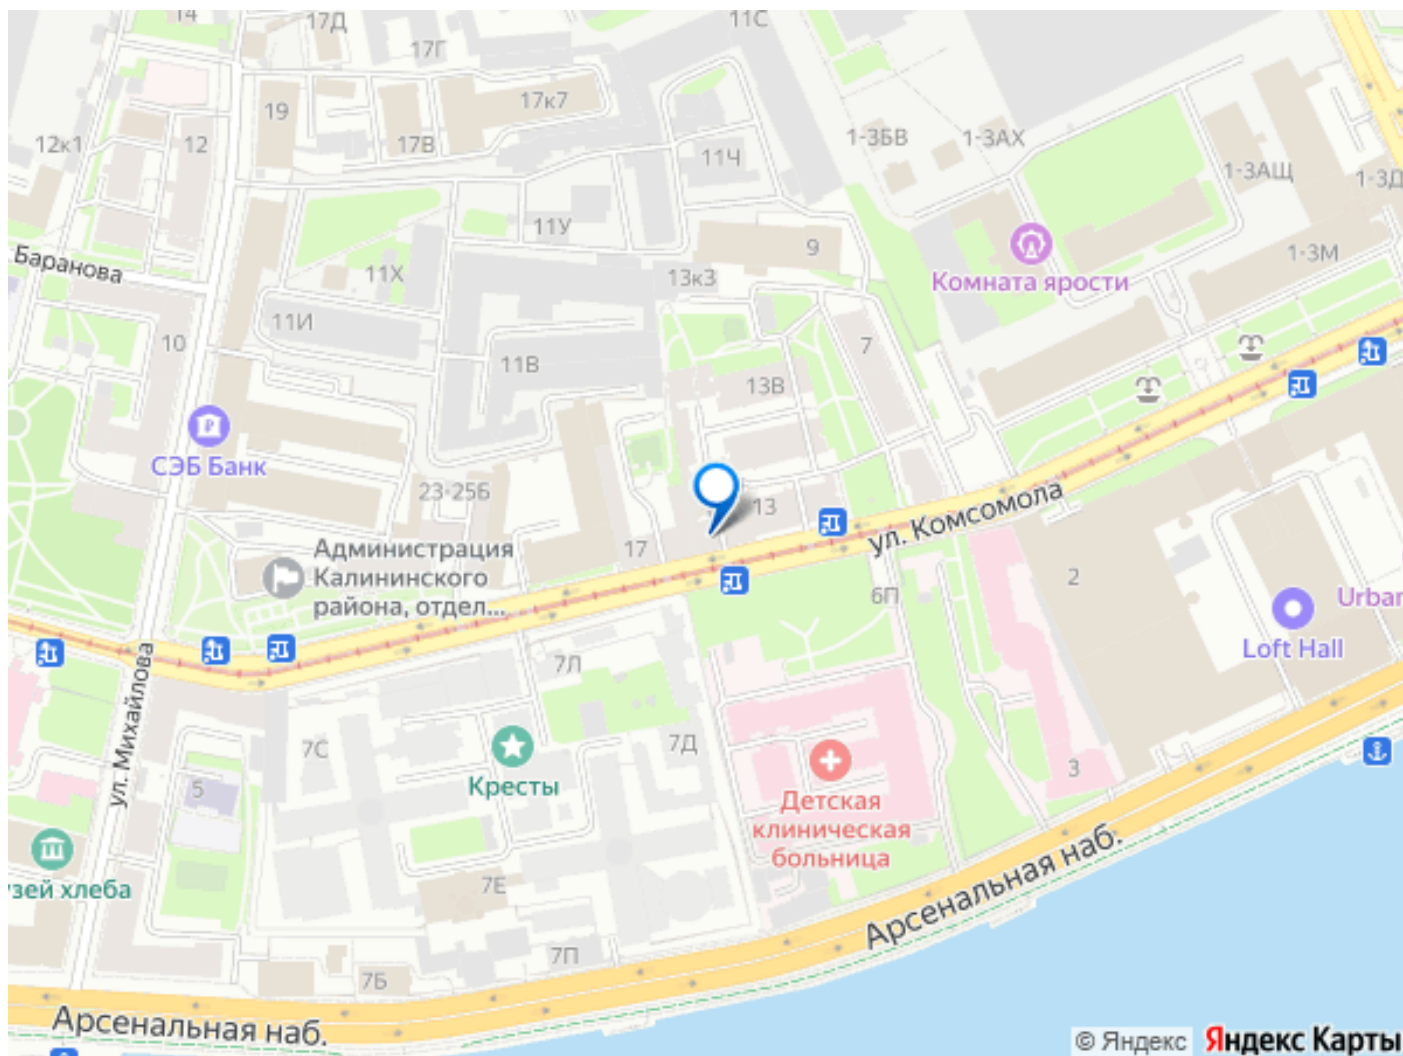 14
17Д
11С
17Г
17к7
19
12к1
12
17В
11Ч
1-3БВ
1-3АХ
1-3АЩ
1-3Д
11У
9
Баранова
11Х
13к3
Комната ярости
1-3М
11И
10
11В
7
13В
СЭБ Банк
23-25Б
13
ул. Комсомола
17
Администрация
Калининского
района, отдел...
2
6П
Urban
Loft Hall
7Л
ул. Михайлова
7С
7Д
Кресты
5
3
Детская
клиническая
больница
зей хлеба
7Е
Арсенальная наб.
7П
7Б
Арсенальная наб.
© Яндекс
Яндекс Карты